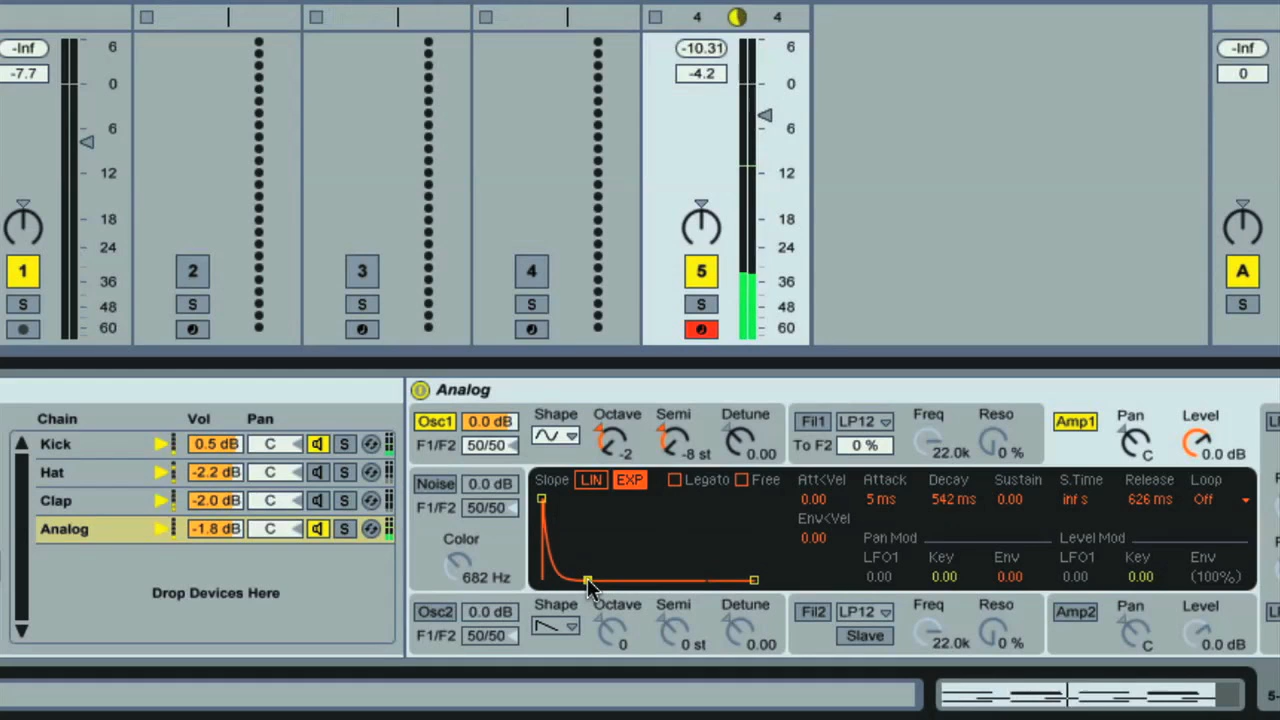 4 4
-Inf 6 -10.31 6 -Inf
-7.7 0 -4.2 0 0
6 6
12 12
18 18
24 24
1 2 3 4 5 A
36 36
S S S S S S
48 48
60 60
Analog
Chain Vol Pan
Osc1 0.0 dB Shape Octave Semi Detune Fil1 LP12 Freq Reso Amp1 Pan Level
Kick 0.5 dB C S
F1/F2 50/50 -2 -8 st 0.00 To F2 0 % 22.0k 0 % C 0.0 dB
Hat -2.2 dB C S
Noise 0.0 dB Slope LIN EXP Legato Free Att<Vel Attack Decay Sustain S.Time Release Loop
Clap -2.0 dB C S
F1/F2 50/50 0.00 5 ms 542 ms 0.00 inf s 626 ms Off
Env<Vel
Analog -1.8 dB C S
Color 0.00 Pan Mod Level Mod
LFO1 Key Env LFO1 Key Env
682 Hz 0.00 0.00 0.00 0.00 0.00 (100%)
Drop Devices Here
Osc2 0.0 dB Shape Octave Semi Detune Fil2 LP12 Freq Reso Amp2 Pan Level
F1/F2 50/50 0 0 st 0.00 Slave 22.0k 0 % C 0.0 dB
5-